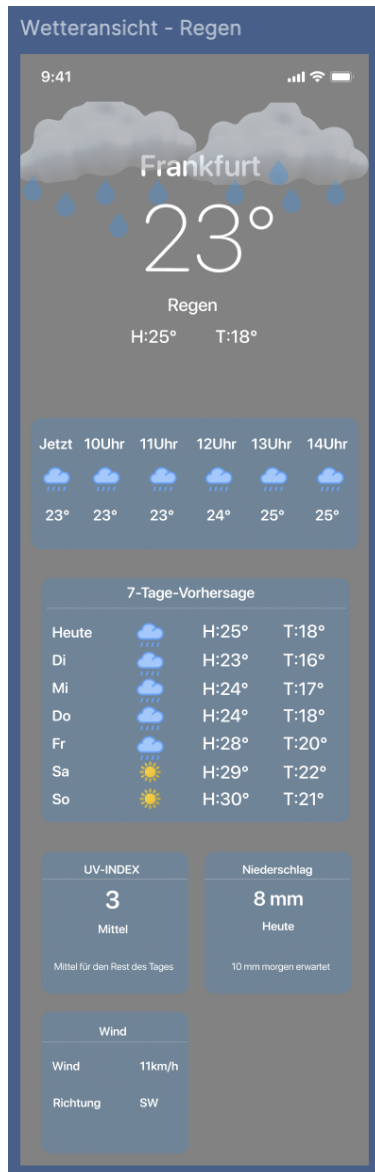 Wetteransicht - Regen
9:41
Frankfurt
23°
Regen
H:25° T:18°
Jetzt 10Uhr 11Uhr 12Uhr 13Uhr 14Uhr
23° 23° 23° 24° 25° 25°
7-Tage-Vorhersage
Heute H:25° T:18°
Di H:23° T:16°
Mi H:24° T:17°
Do H:24° T:18°
Fr H:28° T:20°
Sa H:29° T:22°
So H:30° T:21°
UV-INDEX
3
Mittel
Mittel für den Rest des Tages
Niederschlag
8 mm
Heute
10 mm morgen erwartet
Wind
Wind 11km/h
Richtung SW